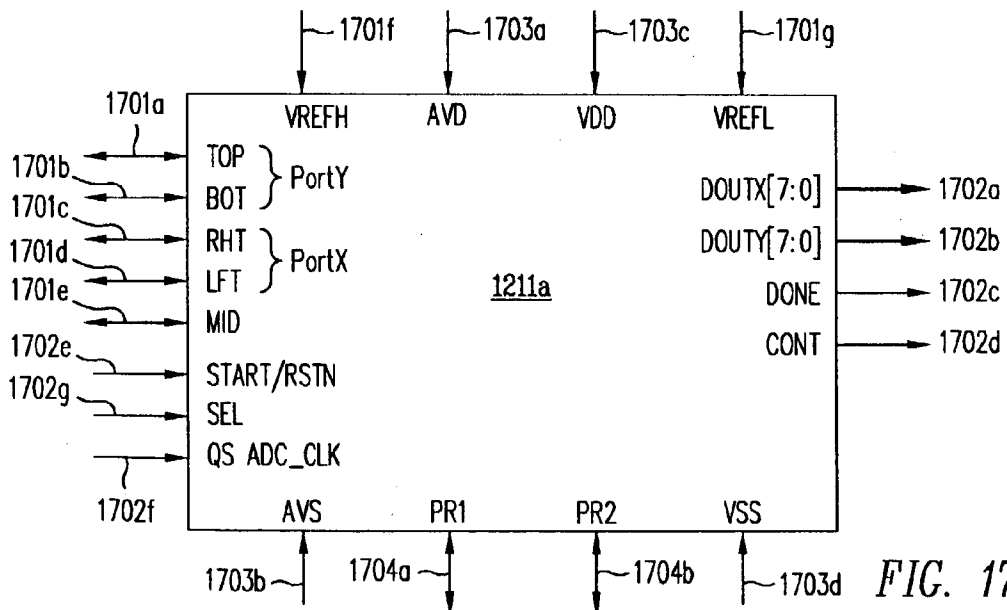 1701f
1703a
1703c
1701g
VREFH
AVD
VDD
VREFL
1701a
TOP
1701b
PortY
BOT
DOUTX[7:0]
1702a
1701c
RHT
DOUTY[7:0]
1702b
1701d
PortX
LFT
1211a
DONE
1702c
1701e
MID
CONT
1702d
1702e
START/RSTN
1702g
SEL
QS ADC_CLK
1702f
AVS
PR1
PR2
VSS
1703b
1704a
1704b
1703d
FIG. 17